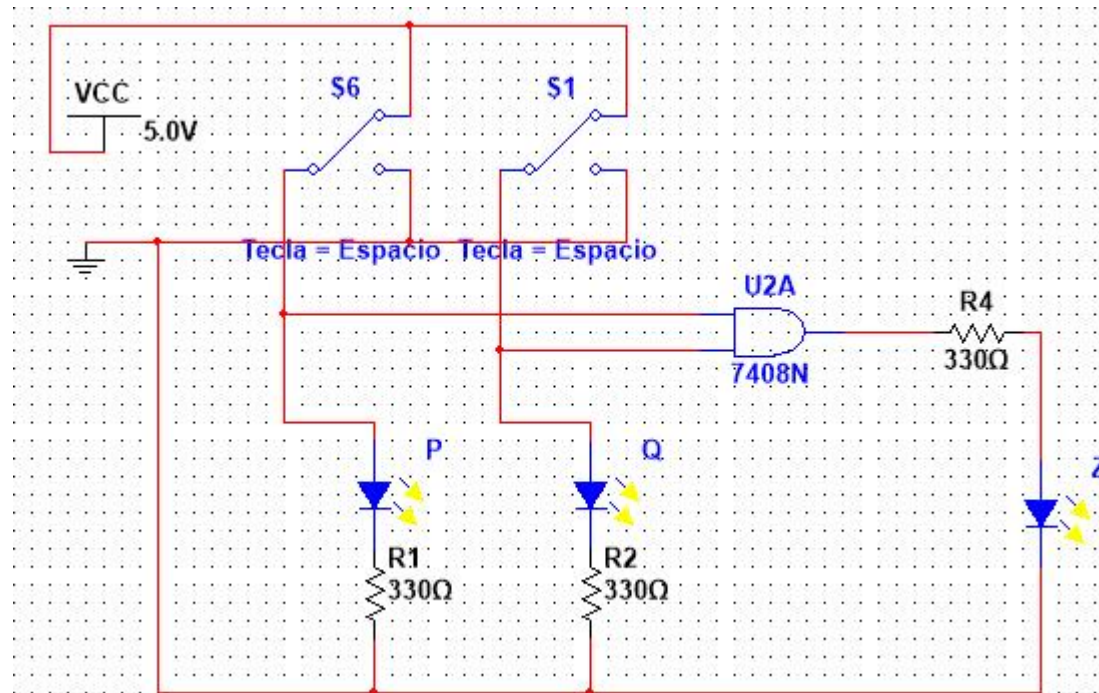 S6
S1
VCC
5.0V
Tecla = Espacio
Tecla = Espacio
U2A
7408N
R4
330Ω
P
Q
Z
R1
330Ω
R2
330Ω